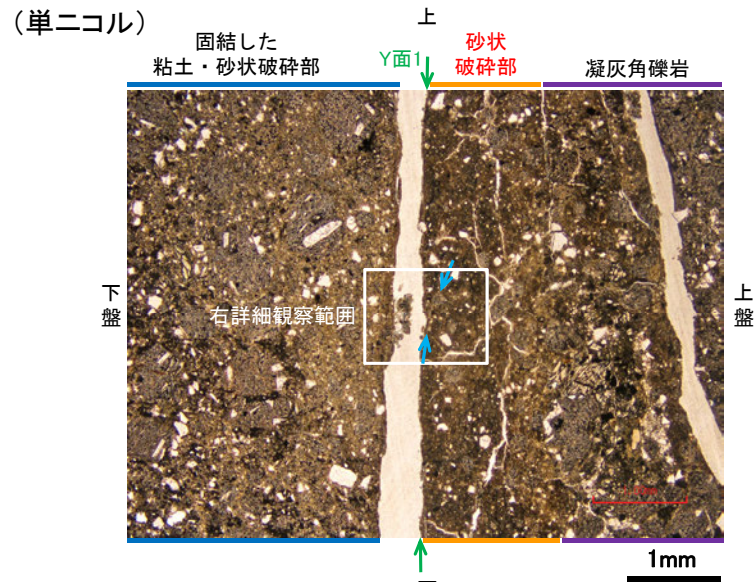 （単ニコル）
上
固結した
粘土・砂状破砕部
Y面1
砂状
破砕部
凝灰角礫岩
下
盤
右詳細観察範囲
上
盤
1mm